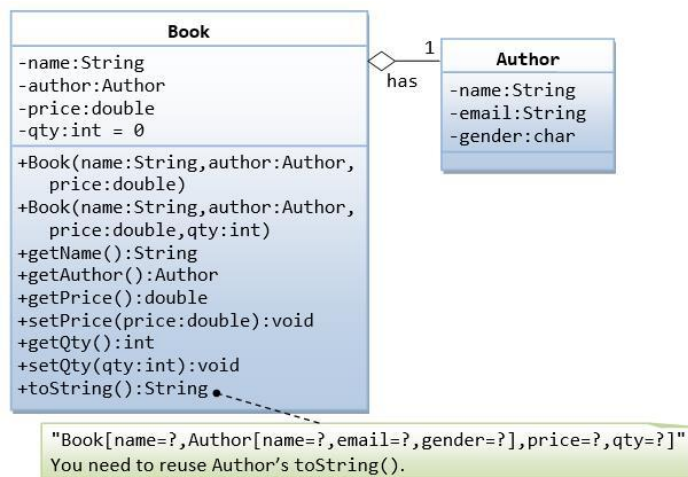 Book
-name:String
-author:Author
-price:double
-qty:int = 0
+Book(name:String,author:Author,
price:double)
+Book(name:String,author:Author,
price:double,qty:int)
+getName():String
+getAuthor():Author
+getPrice():double
+setPrice(price:double):void
+getQty():int
+setQty(qty:int):void
+toString():String
1
has
Author
-name:String
-email:String
-gender:char
"Book[name=?,Author[name=?,email=?,gender=?],price=?,qty=?]"
You need to reuse Author's toString().